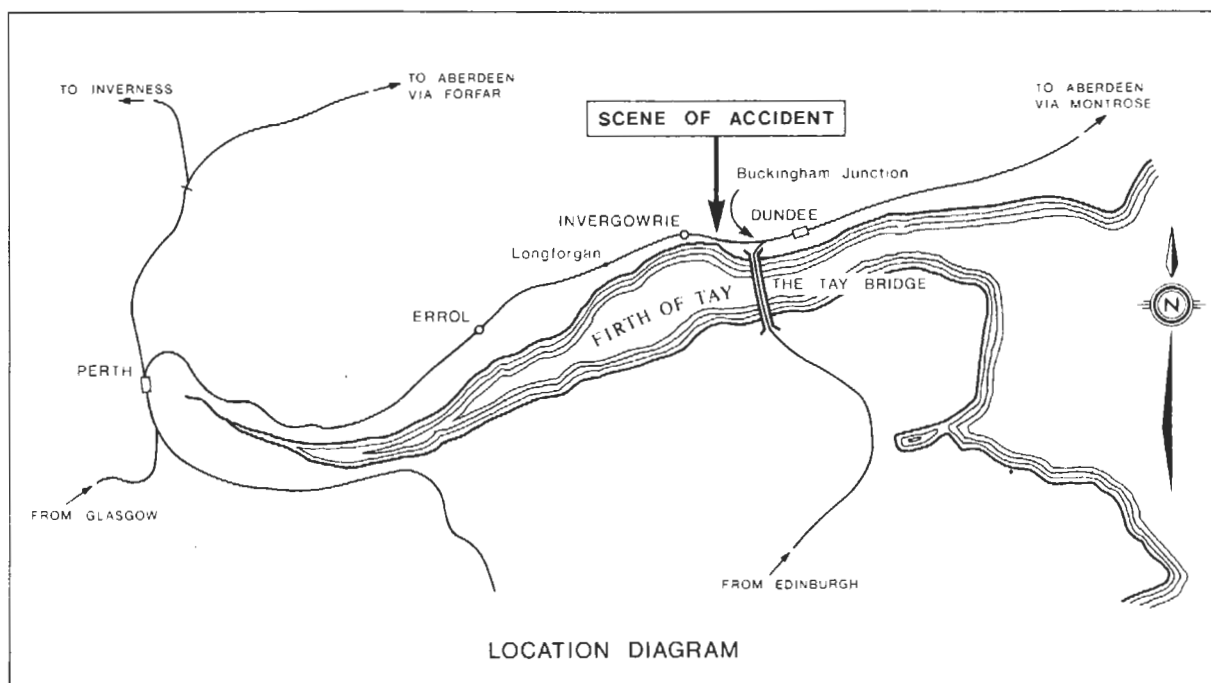 TO INVERNESS
TO ABERDEEN
VIA FORFAR
TO ABERDEEN
VIA MONTROSE
SCENE OF ACCIDENT
Buckingham Junction
DUNDEE
INVERGOWRIE
Longforgan
THE TAY BRIDGE
FIRTH OF TAY
ERROL
N
PERTH
FROM GLASGOW
FROM EDINBURGH
LOCATION DIAGRAM